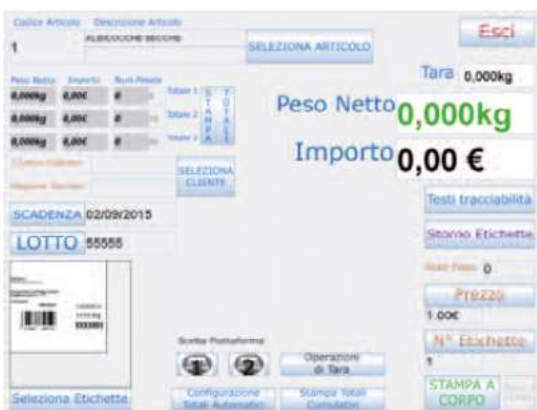 Codice Articolo Descrizione Articolo
Esci
1
ALBICOCCHE SECCHE
SELEZIONA ARTICOLO
Tara 0,000kg
Peso Netto Importo Num Pesate
0,000kg 0,00€ 0 Totale 1
0,000kg 0,00€ 0 Totale 2
0,000kg 0,00€ 0 Totale 3
STAMPA TOTALI
Peso Netto 0,000kg
Importo 0,00 €
SELEZIONA CLIENTE
Testi tracciabilità
SCADENZA 02/09/2015
Storno Etichette
LOTTO 55555
0
Prezzo
1.00€
Scelta Piattaforma
N° Etichette
1 2
1
Operazioni di Tara
Seleziona Etichette
Configurazione Totali Automatici
Stampa Totali Cumulativi
STAMPA A CORPO